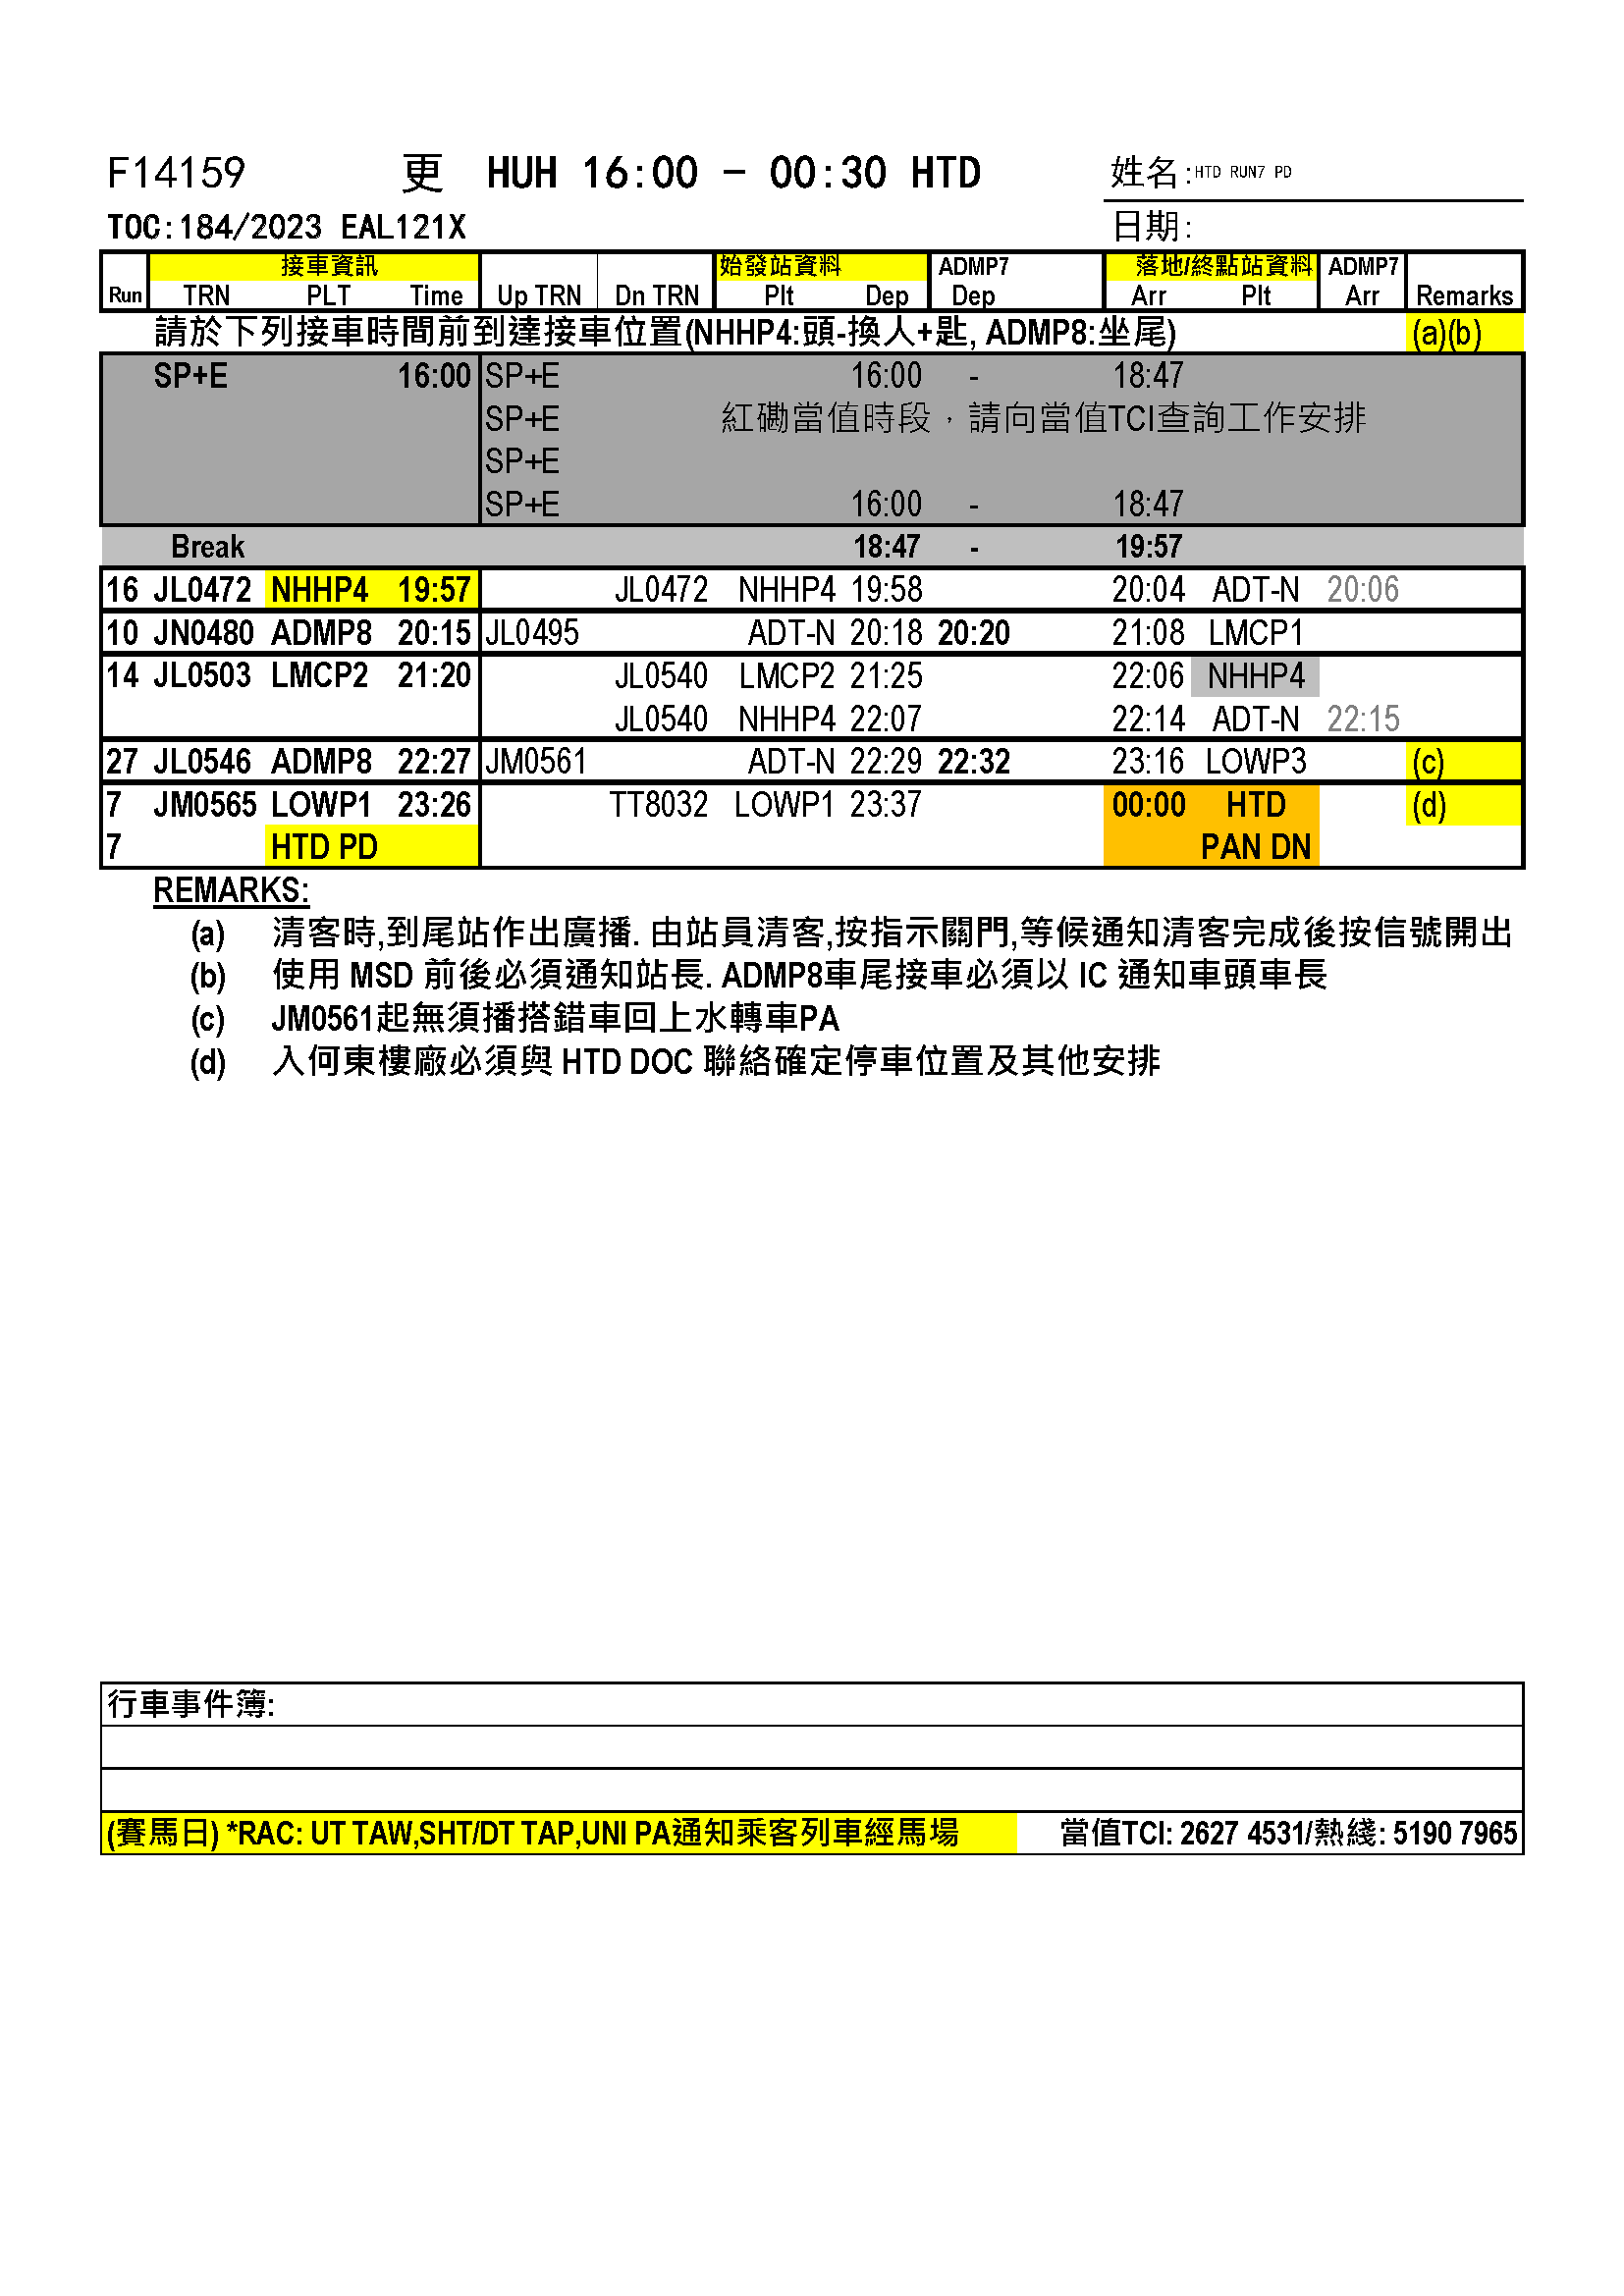 F14159 更 HUH 16:00 - 00:30 HTD 姓名:HTD RUN7 PD
TOC:184/2023 EAL121X 日期:
接車資訊 始發站資料 ADMP7 落地/終點站資料 ADMP7
Run TRN PLT Time Up TRN Dn TRN Plt Dep Dep Arr Plt Arr Remarks
請於下列接車時間前到達接車位置(NHHP4:頭-換人+匙, ADMP8:坐尾) (a)(b)
SP+E 16:00 SP+E 16:00 - 18:47
SP+E 紅磡當值時段，請向當值TCI查詢工作安排
SP+E
SP+E 16:00 - 18:47
Break 18:47 - 19:57
16 JL0472 NHHP4 19:57 JL0472 NHHP4 19:58 20:04 ADT-N 20:06
10 JN0480 ADMP8 20:15 JL0495 ADT-N 20:18 20:20 21:08 LMCP1
14 JL0503 LMCP2 21:20 JL0540 LMCP2 21:25 22:06 NHHP4
JL0540 NHHP4 22:07 22:14 ADT-N 22:15
27 JL0546 ADMP8 22:27 JM0561 ADT-N 22:29 22:32 23:16 LOWP3 (c)
7 JM0565 LOWP1 23:26 TT8032 LOWP1 23:37 00:00 HTD (d)
7 HTD PD PAN DN
REMARKS:
(a) 清客時,到尾站作出廣播. 由站員清客,按指示關門,等候通知清客完成後按信號開出
(b) 使用 MSD 前後必須通知站長. ADMP8車尾接車必須以 IC 通知車頭車長
(c) JM0561起無須播搭錯車回上水轉車PA
(d) 入何東樓廠必須與 HTD DOC 聯絡確定停車位置及其他安排
行車事件簿:
(賽馬日) *RAC: UT TAW,SHT/DT TAP,UNI PA通知乘客列車經馬場 當值TCI: 2627 4531/熱綫: 5190 7965